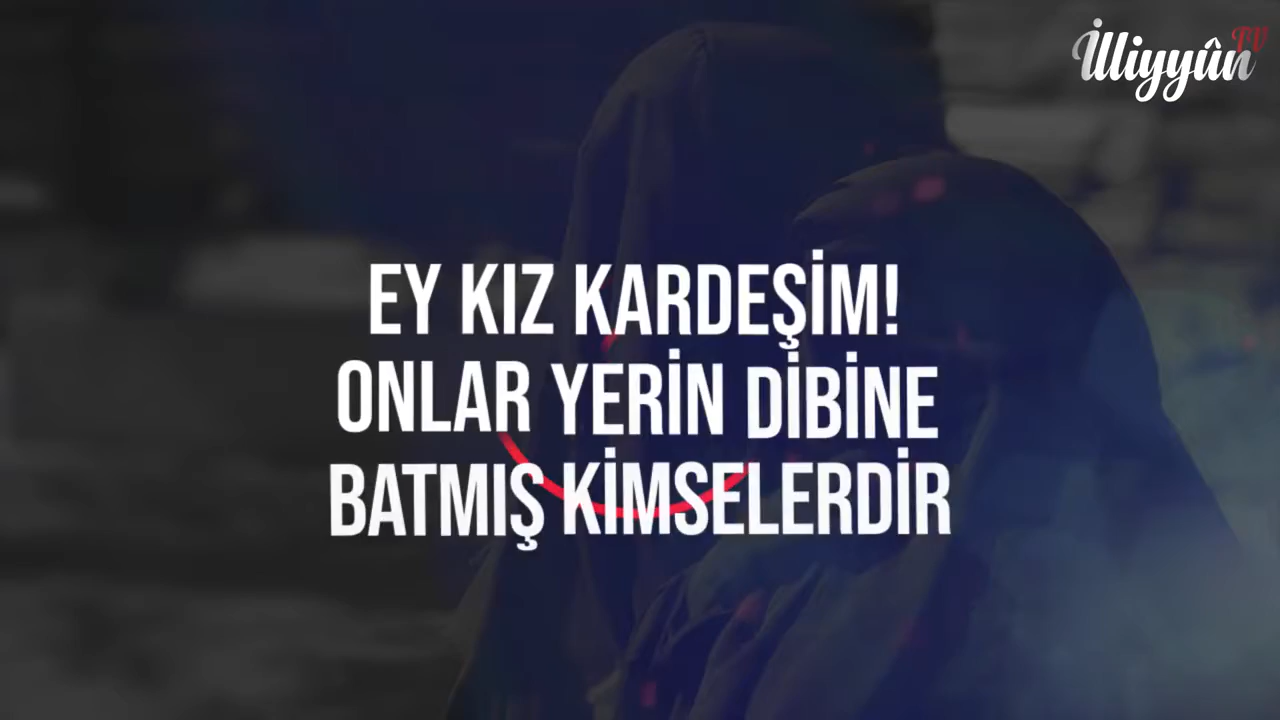 İlliyyûn TV
EY KIZ KARDEŞİM!
ONLAR YERİN DİBİNE
BATMIŞ KİMSELERDİR